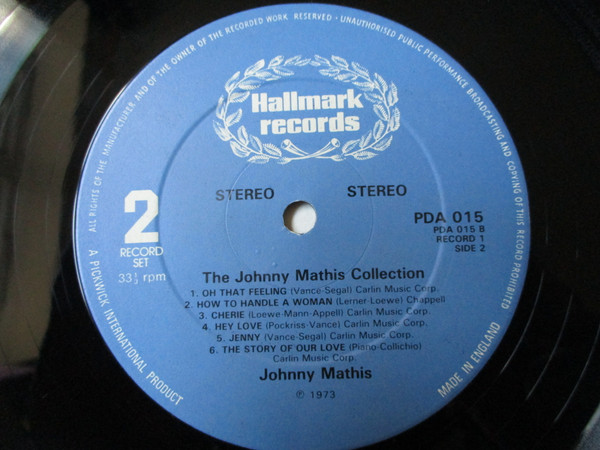 ALL RIGHTS OF THE MANUFACTURER AND OF THE OWNER OF THE RECORDED WORK RESERVED · UNAUTHORISED PUBLIC PERFORMANCE BROADCASTING AND COPYING OF THIS RECORD PROHIBITED
Hallmark
records
STEREO STEREO
2
RECORD
SET
33⅓ rpm
PDA 015
PDA 015 B
RECORD 1
SIDE 2
The Johnny Mathis Collection
1. OH THAT FEELING (Vance-Segal) Carlin Music Corp.
2. HOW TO HANDLE A WOMAN (Lerner-Loewe) Chappell
3. CHERIE (Loewe-Mann-Appell) Carlin Music Corp.
4. HEY LOVE (Pockriss-Vance) Carlin Music Corp.
5. JENNY (Vance-Segal) Carlin Music Corp.
6. THE STORY OF OUR LOVE (Piano-Collichio)
Carlin Music Corp.
Johnny Mathis
℗ 1973
A PICKWICK INTERNATIONAL PRODUCT
MADE IN ENGLAND